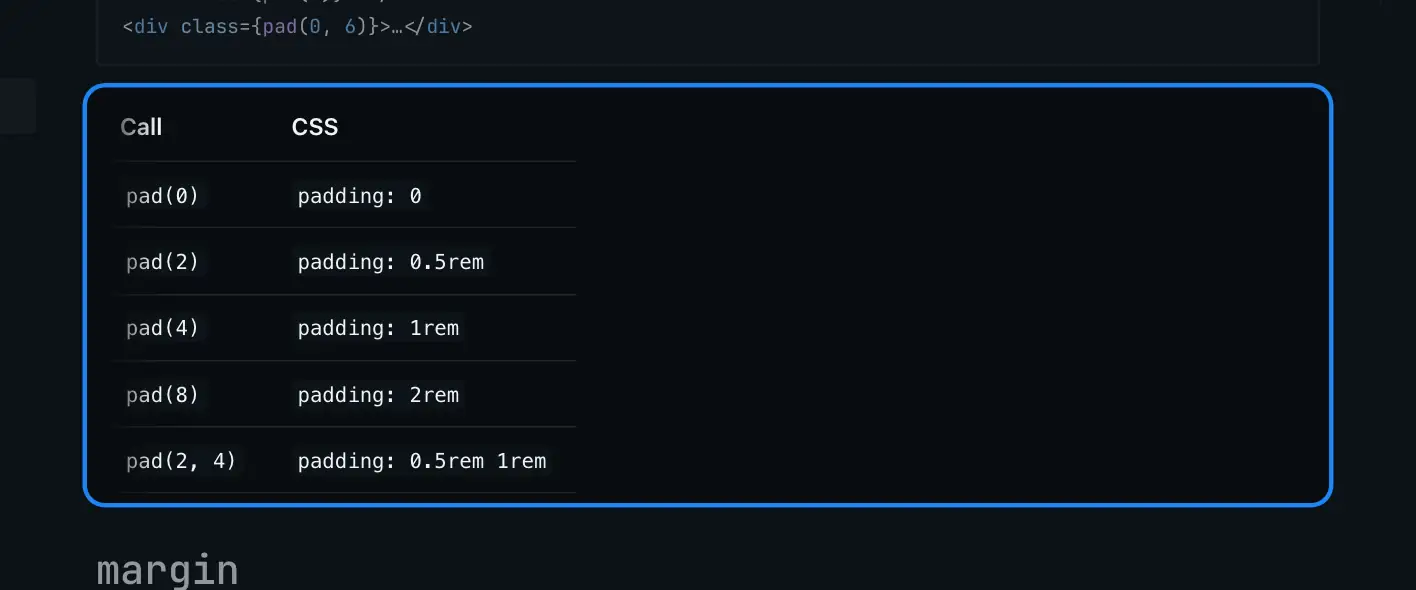 <div class={pad(0, 6)}>…</div>
Call CSS
pad(0) padding: 0
pad(2) padding: 0.5rem
pad(4) padding: 1rem
pad(8) padding: 2rem
pad(2, 4) padding: 0.5rem 1rem
margin